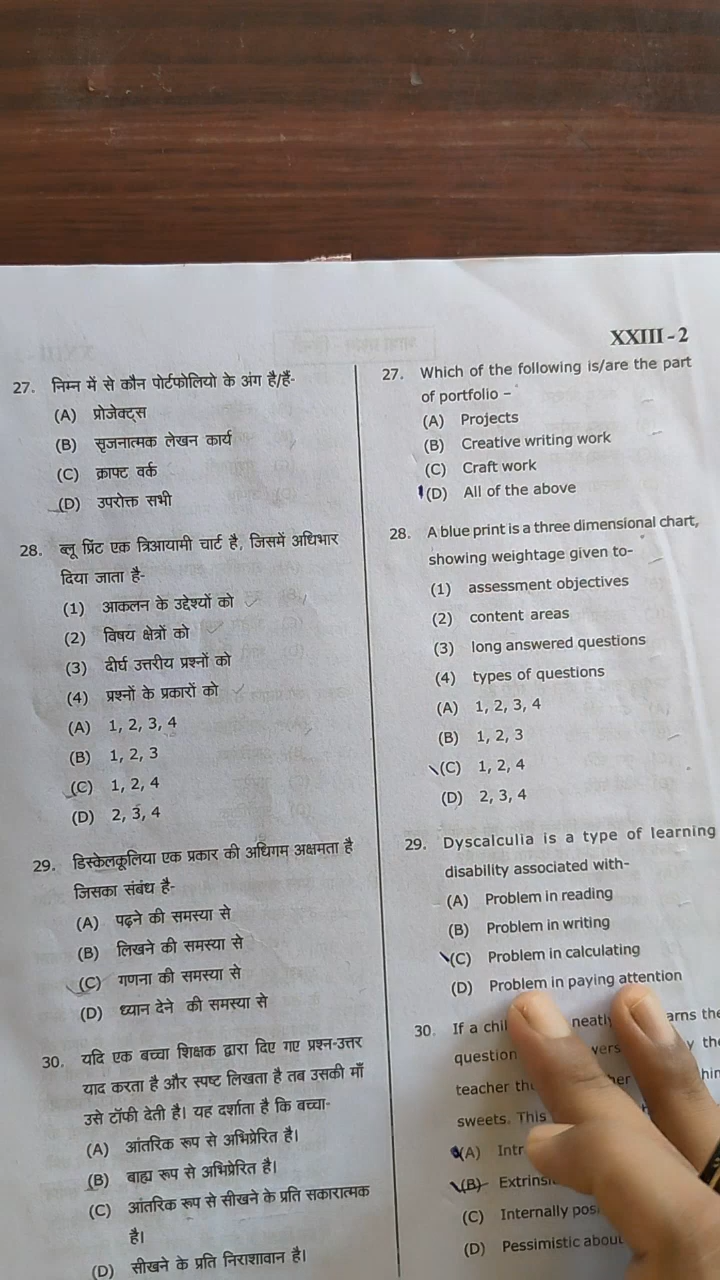 XXIII - 2
27. निम्न में से कौन पोर्टफोलियो के अंग है/हैं-
(A) प्रोजेक्ट्स
(B) सृजनात्मक लेखन कार्य
(C) क्राफ्ट वर्क
(D) उपरोक्त सभी
28. ब्लू प्रिंट एक त्रिआयामी चार्ट है, जिसमें अधिभार
दिया जाता है-
(1) आकलन के उद्देश्यों को
(2) विषय क्षेत्रों को
(3) दीर्घ उत्तरीय प्रश्नों को
(4) प्रश्नों के प्रकारों को
(A) 1, 2, 3, 4
(B) 1, 2, 3
(C) 1, 2, 4
(D) 2, 3, 4
29. डिस्केलकूलिया एक प्रकार की अधिगम अक्षमता है
जिसका संबंध है-
(A) पढ़ने की समस्या से
(B) लिखने की समस्या से
(C) गणना की समस्या से
(D) ध्यान देने की समस्या से
30. यदि एक बच्चा शिक्षक द्वारा दिए गए प्रश्न-उत्तर
याद करता है और स्पष्ट लिखता है तब उसकी माँ
उसे टॉफी देती है। यह दर्शाता है कि बच्चा-
(A) आंतरिक रूप से अभिप्रेरित है।
(B) बाह्य रूप से अभिप्रेरित है।
(C) आंतरिक रूप से सीखने के प्रति सकारात्मक
है।
(D) सीखने के प्रति निराशावान है।
27. Which of the following is/are the part
of portfolio -
(A) Projects
(B) Creative writing work
(C) Craft work
(D) All of the above
28. A blue print is a three dimensional chart,
showing weightage given to-
(1) assessment objectives
(2) content areas
(3) long answered questions
(4) types of questions
(A) 1, 2, 3, 4
(B) 1, 2, 3
(C) 1, 2, 4
(D) 2, 3, 4
29. Dyscalculia is a type of learning
disability associated with-
(A) Problem in reading
(B) Problem in writing
(C) Problem in calculating
(D) Problem in paying attention
30. If a neatly the
question
teacher
sweets. This
(A)
(B)
(C) Internally
(D) Pessimistic